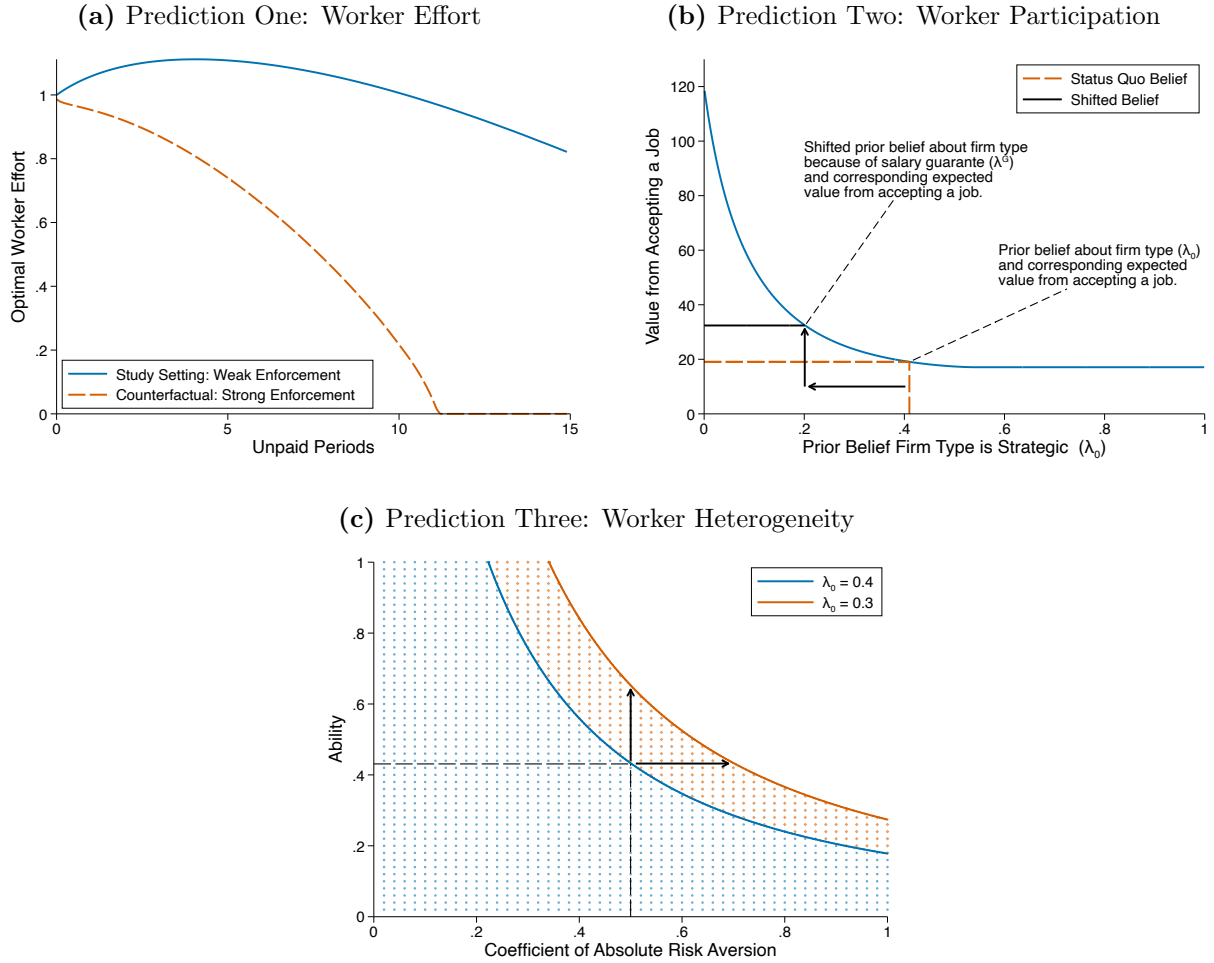 (a) Prediction One: Worker Effort
Optimal Worker Effort
1
.8
.6
.4
.2
0
Study Setting: Weak Enforcement
Counterfactual: Strong Enforcement
0
5
10
15
Unpaid Periods
(b) Prediction Two: Worker Participation
Value from Accepting a Job
120
100
80
60
40
20
0
Status Quo Belief
Shifted Belief
Shifted prior belief about firm type
because of salary guarante (λᴳ)
and corresponding expected
value from accepting a job.
Prior belief about firm type (λ₀)
and corresponding expected
value from accepting a job.
0
.2
.4
.6
.8
1
Prior Belief Firm Type is Strategic (λ₀)
(c) Prediction Three: Worker Heterogeneity
Ability
1
.8
.6
.4
.2
0
λ₀ = 0.4
λ₀ = 0.3
0
.2
.4
.6
.8
1
Coefficient of Absolute Risk Aversion